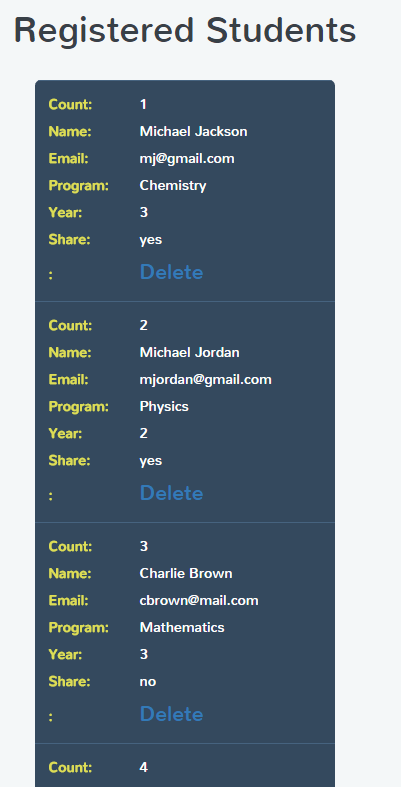 Registered Students
Count: 1
Name: Michael Jackson
Email: mj@gmail.com
Program: Chemistry
Year: 3
Share: yes
: Delete
Count: 2
Name: Michael Jordan
Email: mjordan@gmail.com
Program: Physics
Year: 2
Share: yes
: Delete
Count: 3
Name: Charlie Brown
Email: cbrown@mail.com
Program: Mathematics
Year: 3
Share: no
: Delete
Count: 4